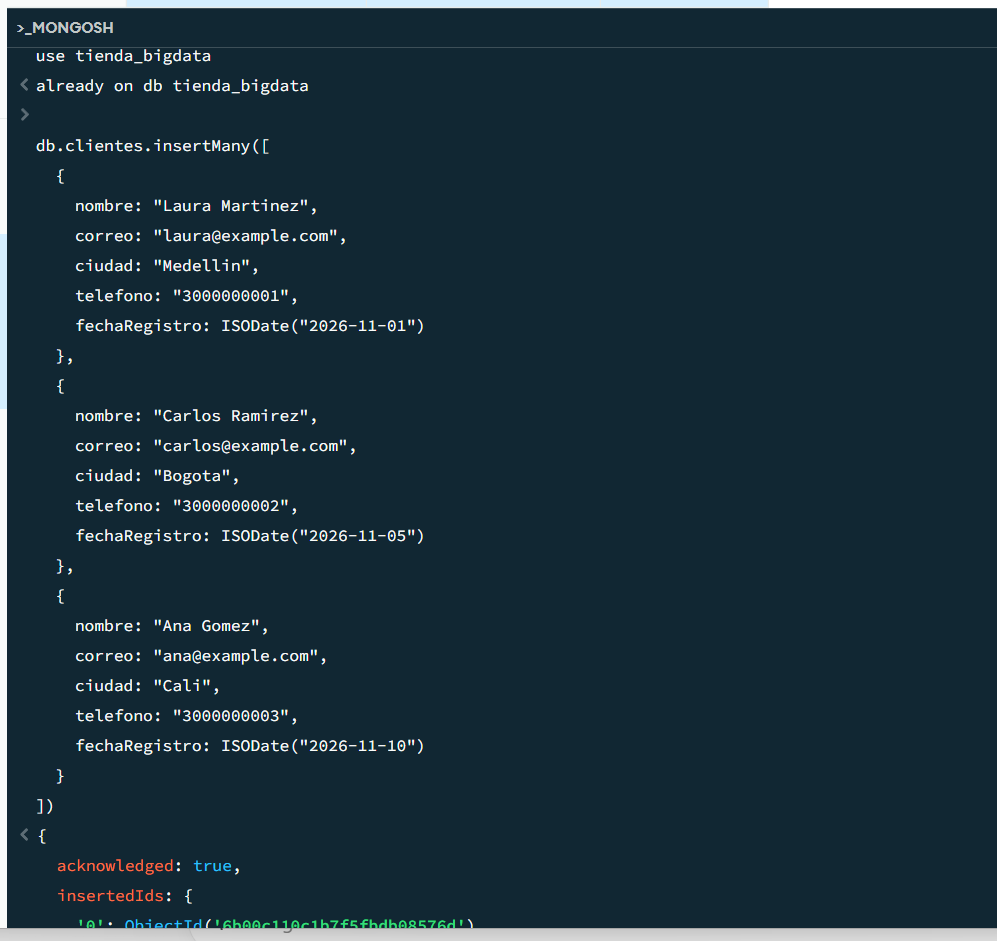 >_MONGOSH
use tienda_bigdata
< already on db tienda_bigdata
>
db.clientes.insertMany([
  {
    nombre: "Laura Martinez",
    correo: "laura@example.com",
    ciudad: "Medellin",
    telefono: "3000000001",
    fechaRegistro: ISODate("2026-11-01")
  },
  {
    nombre: "Carlos Ramirez",
    correo: "carlos@example.com",
    ciudad: "Bogota",
    telefono: "3000000002",
    fechaRegistro: ISODate("2026-11-05")
  },
  {
    nombre: "Ana Gomez",
    correo: "ana@example.com",
    ciudad: "Cali",
    telefono: "3000000003",
    fechaRegistro: ISODate("2026-11-10")
  }
])
< {
  acknowledged: true,
  insertedIds: {
    '0': ObjectId('6b00c110c1b7f5fbdb08576d')